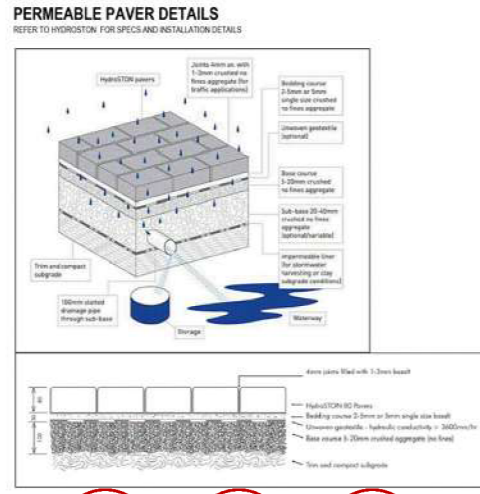 PERMEABLE PAVER DETAILS
REFER TO HYDROSTON FOR SPECS AND INSTALLATION DETAILS
HydroSTON pavers
Joints 4mm as. with
1-3mm crushed no
fines aggregate (for
traffic applications)
Bedding course
2-5mm or 5mm
single size crushed
no fines aggregate
Unwoven geotextile
(optional)
Base course
5-20mm crushed
no fines aggregate
Sub-base 20-60mm
crushed no fines
aggregate
(optional/variable)
Impermeable liner
(for stormwater
harvesting or clay
subgrade conditions)
Trim and compact
subgrade
100mm slotted
drainage pipe
through sub-base
Storage
Waterway
4mm joints filled with 1-3mm basalt
HydroSTON 80 Pavers
Bedding course 2-5mm or 5mm single size basalt
Unwoven geotextile - hydraulic conductivity = 3600mm/hr
Base course 5-20mm crushed aggregate (no fines)
Trim and compact subgrade
80